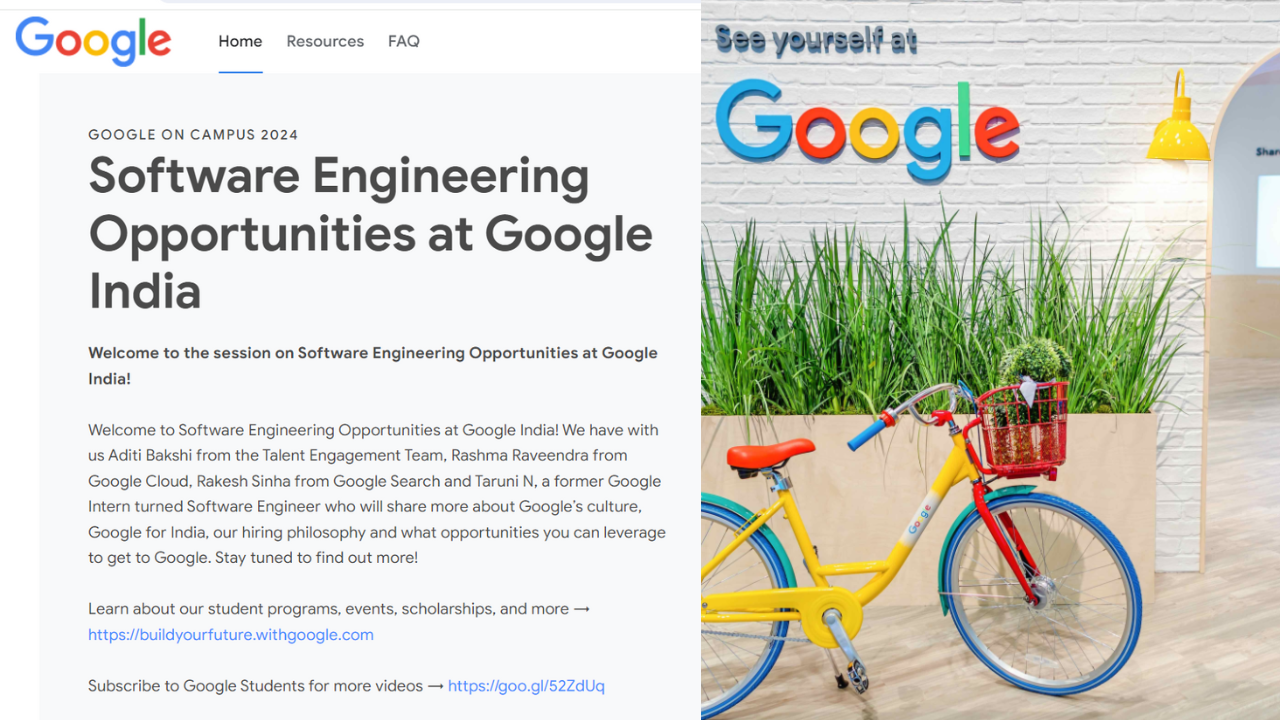 Google
Home Resources FAQ
GOOGLE ON CAMPUS 2024
Software Engineering
Opportunities at Google
India
Welcome to the session on Software Engineering Opportunities at Google
India!
Welcome to Software Engineering Opportunities at Google India! We have with
us Aditi Bakshi from the Talent Engagement Team, Rashma Raveendra from
Google Cloud, Rakesh Sinha from Google Search and Taruni N, a former Google
Intern turned Software Engineer who will share more about Google's culture,
Google for India, our hiring philosophy and what opportunities you can leverage
to get to Google. Stay tuned to find out more!
Learn about our student programs, events, scholarships, and more →
https://buildyourfuture.withgoogle.com
Subscribe to Google Students for more videos → https://goo.gl/52ZdUq
See yourself at
Google
Google